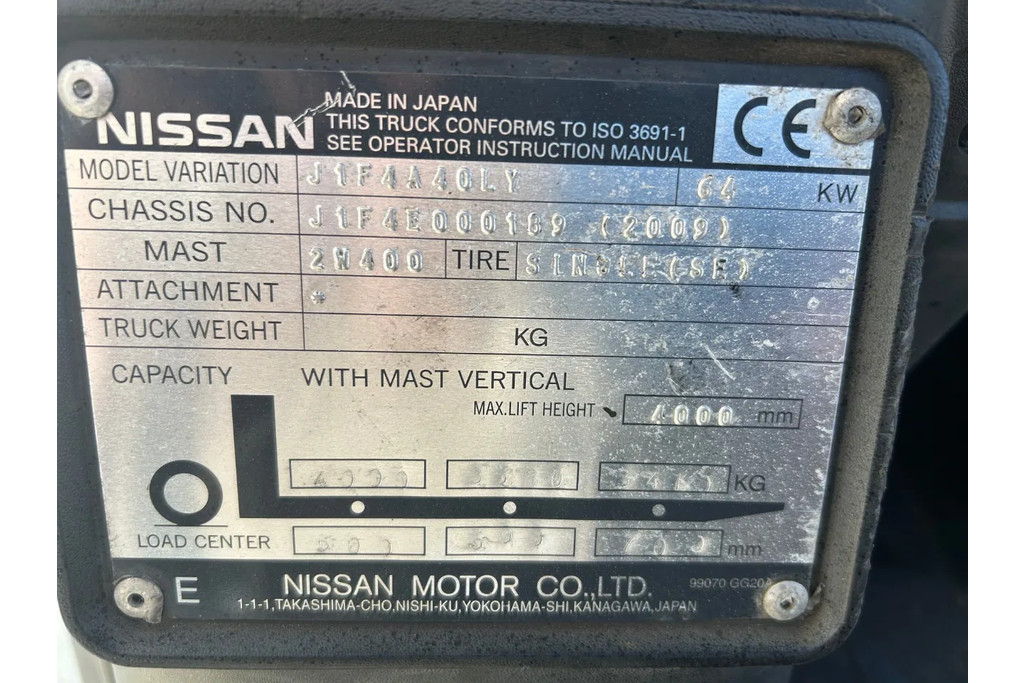 MADE IN JAPAN
NISSAN THIS TRUCK CONFORMS TO ISO 3691-1
SEE OPERATOR INSTRUCTION MANUAL
CE
MODEL VARIATION J1F4A40LY 64 KW
CHASSIS NO. J1F4E000189 (2009)
MAST 2W400 TIRE SINGLE(SE)
ATTACHMENT *
TRUCK WEIGHT KG
CAPACITY WITH MAST VERTICAL
MAX.LIFT HEIGHT 4000 mm
4000 KG
LOAD CENTER 500 mm
E NISSAN MOTOR CO.,LTD. 99070
1-1-1,TAKASHIMA-CHO,NISHI-KU,YOKOHAMA-SHI,KANAGAWA,JAPAN